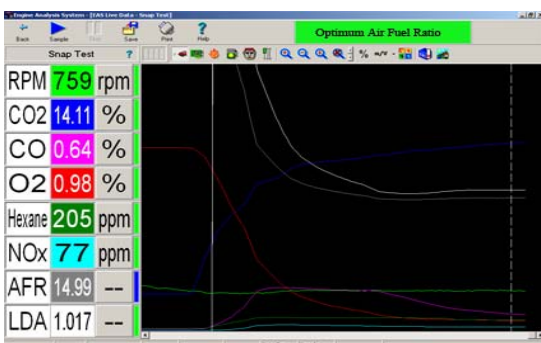 Engine Analysis System - [EAS Live Data - Snap Test]
Back Sample Save Print Help
Optimum Air Fuel Ratio
Snap Test ?
RPM 759 rpm
CO2 14.11 %
CO 0.64 %
O2 0.98 %
Hexane 205 ppm
NOx 77 ppm
AFR 14.99 --
LDA 1.017 --